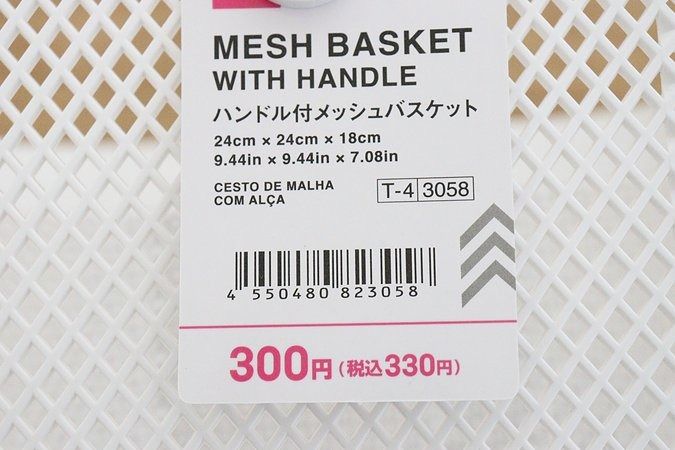 MESH BASKET
WITH HANDLE
ハンドル付メッシュバスケット
24cm × 24cm × 18cm
9.44in × 9.44in × 7.08in
CESTO DE MALHA
COM ALÇA
T-4 3058
4 550480 823058
300円(税込330円)